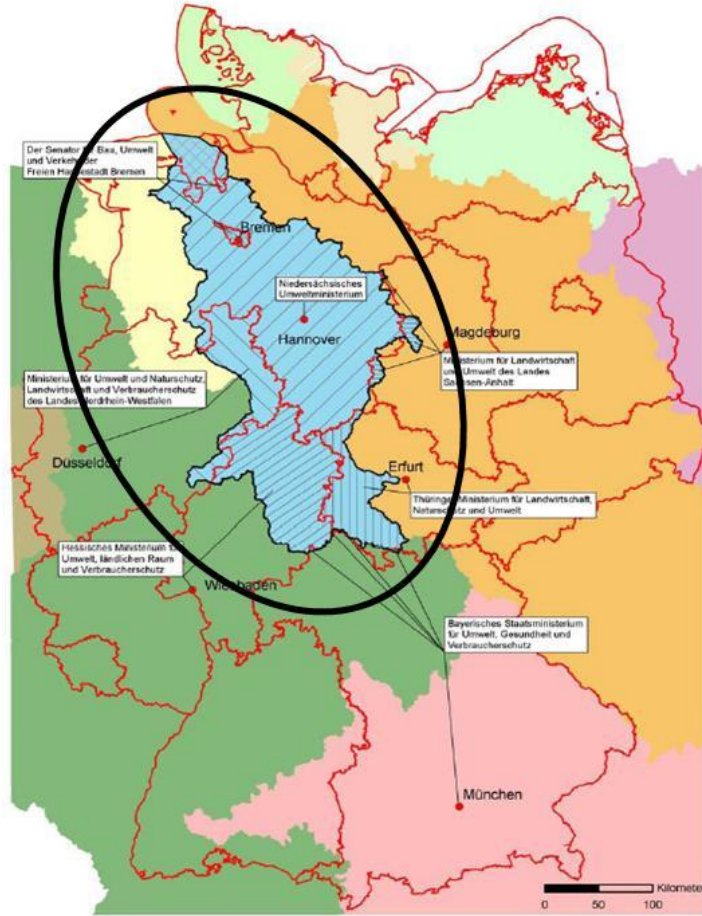 Der Senator für Bau, Umwelt
und Verkehr der
Freien Hansestadt Bremen
Bremen
Niedersächsisches
Umweltministerium
Hannover
Magdeburg
Ministerium für Landwirtschaft
und Umwelt des Landes
Sachsen-Anhalt
Ministerium für Umwelt und Naturschutz,
Landwirtschaft und Verbraucherschutz
des Landes Nordrhein-Westfalen
Düsseldorf
Erfurt
Thüringer Ministerium für Landwirtschaft,
Naturschutz und Umwelt
Hessisches Ministerium für
Umwelt, ländlichen Raum
und Verbraucherschutz
Wiesbaden
Bayerisches Staatsministerium
für Umwelt, Gesundheit und
Verbraucherschutz
München
Kilomete
0 50 100